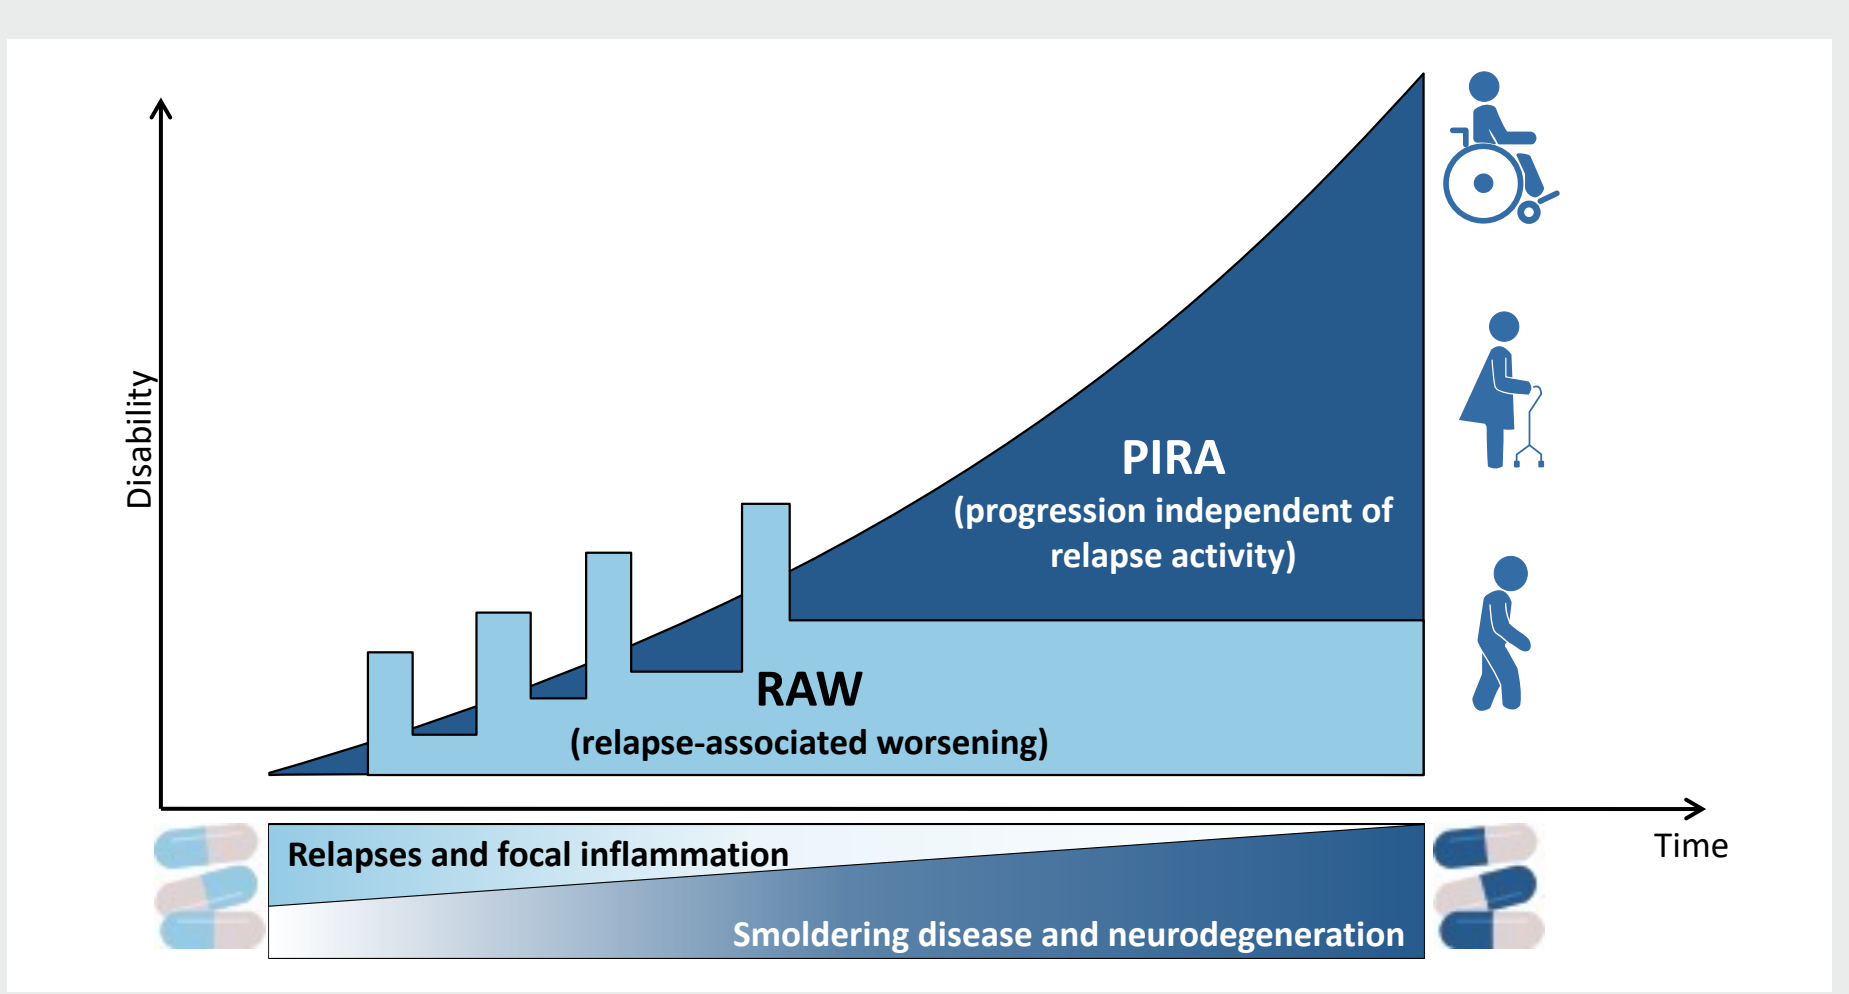 Disability
PIRA
(progression independent of
relapse activity)
RAW
(relapse-associated worsening)
Time
Relapses and focal inflammation
Smoldering disease and neurodegeneration